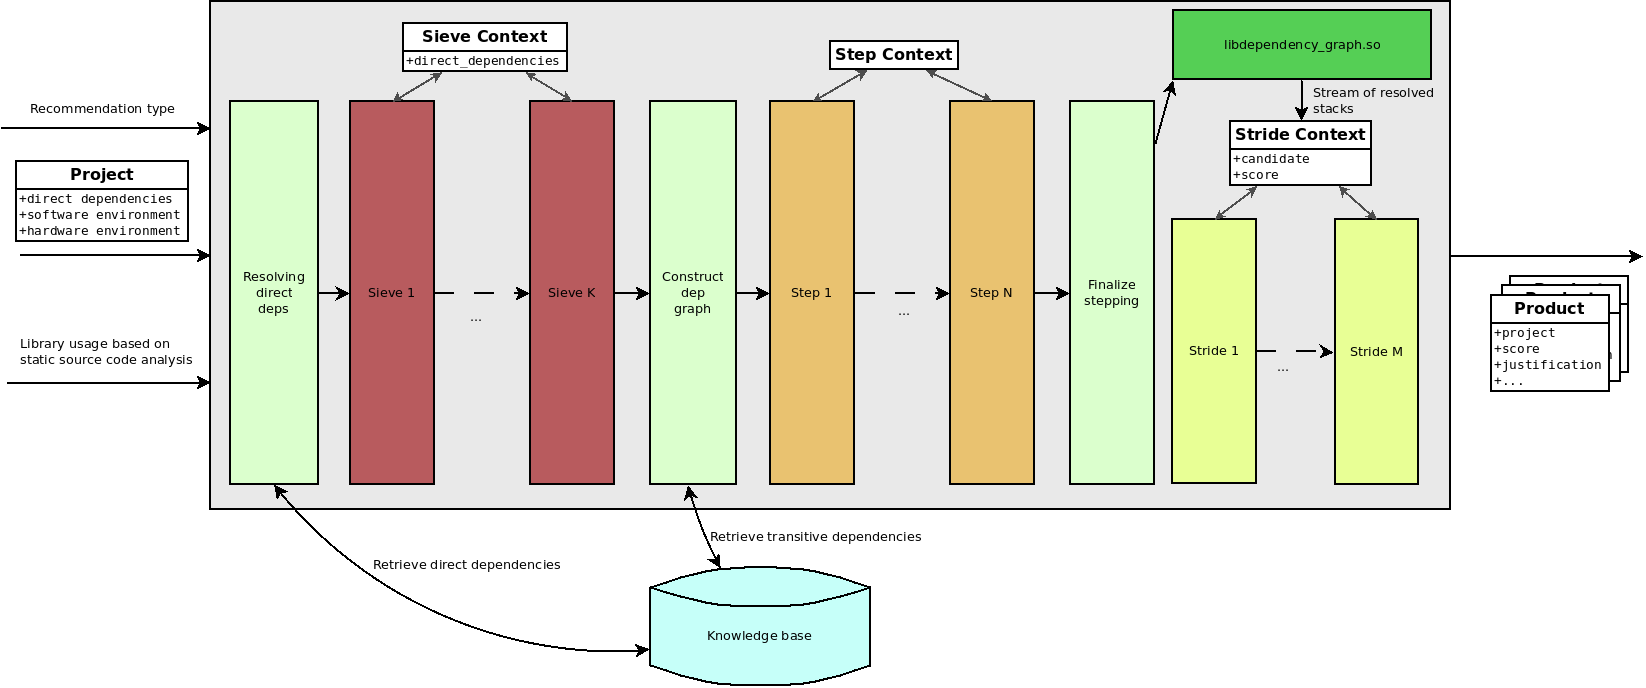 Recommendation type
Project
+direct dependencies
+software environment
+hardware environment
Library usage based on
static source code analysis
Sieve Context
+direct_dependencies
Step Context
libdependency_graph.so
Stream of resolved
stacks
Stride Context
+candidate
+score
Resolving
direct
deps
Sieve 1
...
Sieve K
Construct
dep
graph
Step 1
...
Step N
Finalize
stepping
Stride 1
...
Stride M
Product
+project
+score
+justification
+...
Retrieve transitive dependencies
Retrieve direct dependencies
Knowledge base